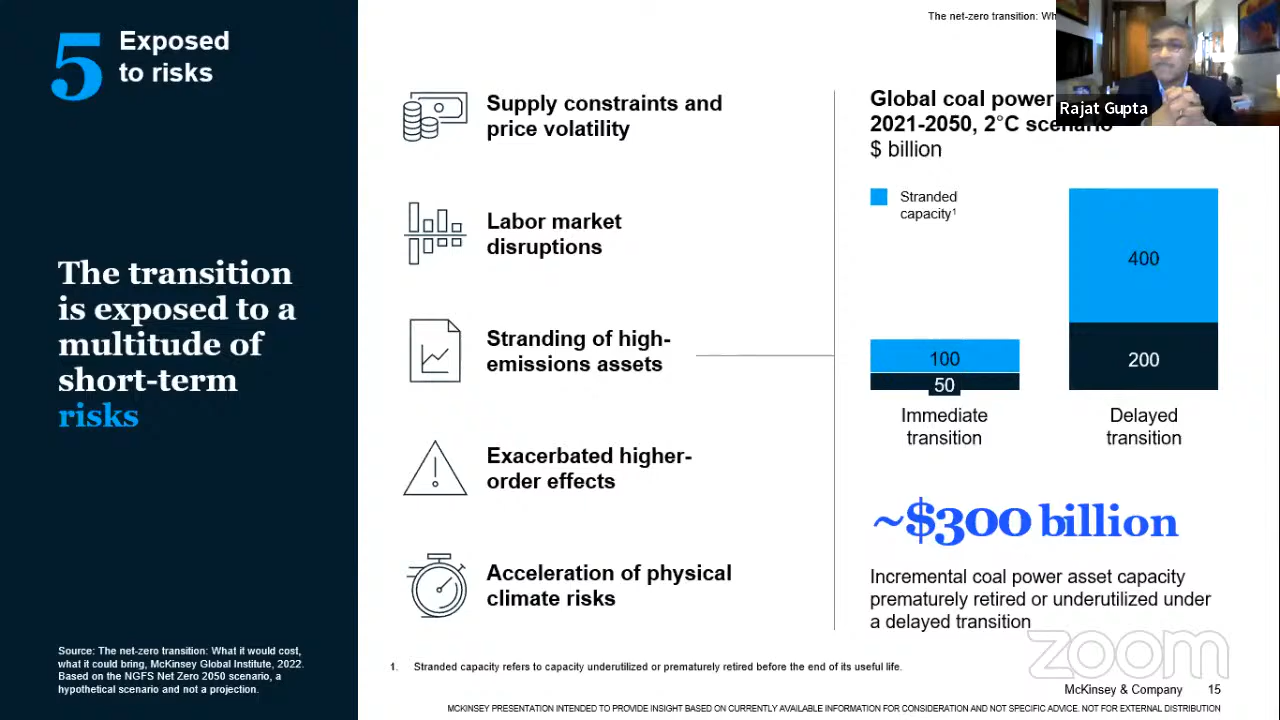 5
Exposed
to risks
The transition
is exposed to a
multitude of
short-term
risks
Source: The net-zero transition: What it would cost,
what it could bring, McKinsey Global Institute, 2022.
Based on the NGFS Net Zero 2050 scenario, a
hypothetical scenario and not a projection.
Supply constraints and
price volatility
Labor market
disruptions
Stranding of high-
emissions assets
Exacerbated higher-
order effects
Acceleration of physical
climate risks
The net-zero transition:
Rajat Gupta
Global coal power
2021-2050, 2°C scenario
$ billion
Stranded
capacity¹
100
50
Immediate
transition
400
200
Delayed
transition
~$300 billion
Incremental coal power asset capacity
prematurely retired or underutilized under
a delayed transition
zoom
1. Stranded capacity refers to capacity underutilized or prematurely retired before the end of its useful life.
McKinsey & Company 15
MCKINSEY PRESENTATION INTENDED TO PROVIDE INSIGHT BASED ON CURRENTLY AVAILABLE INFORMATION FOR CONSIDERATION AND NOT SPECIFIC ADVICE. NOT FOR EXTERNAL DISTRIBUTION